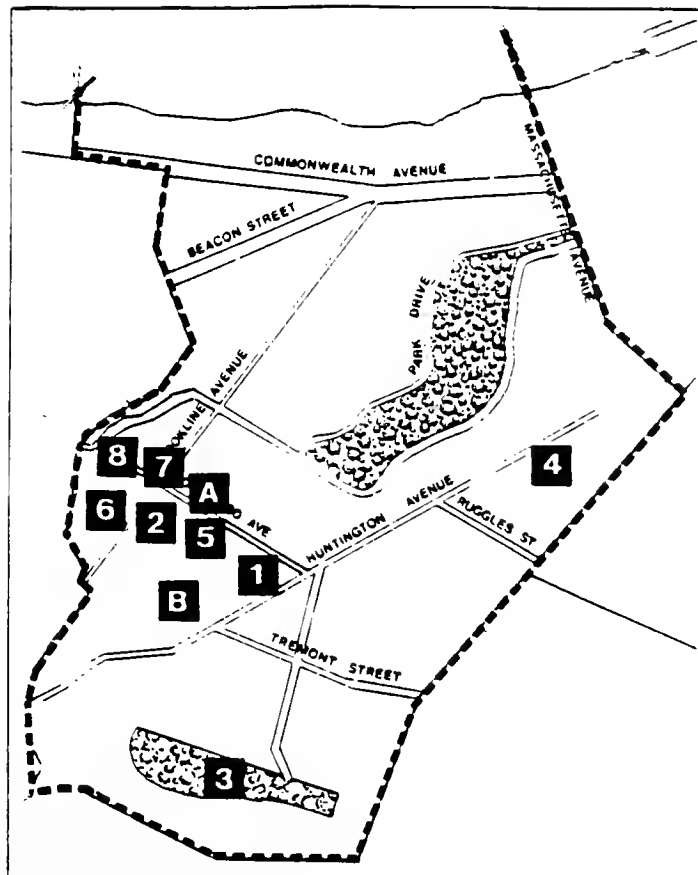 COMMONWEALTH AVENUE
MASSACHUSETTS AVENUE
BEACON STREET
PARK DRIVE
AVENUE
8
7
4
A
6
2
5
AVE
HUNTINGTON AVENUE
RUGGLES ST
1
B
TREMONT STREET
3